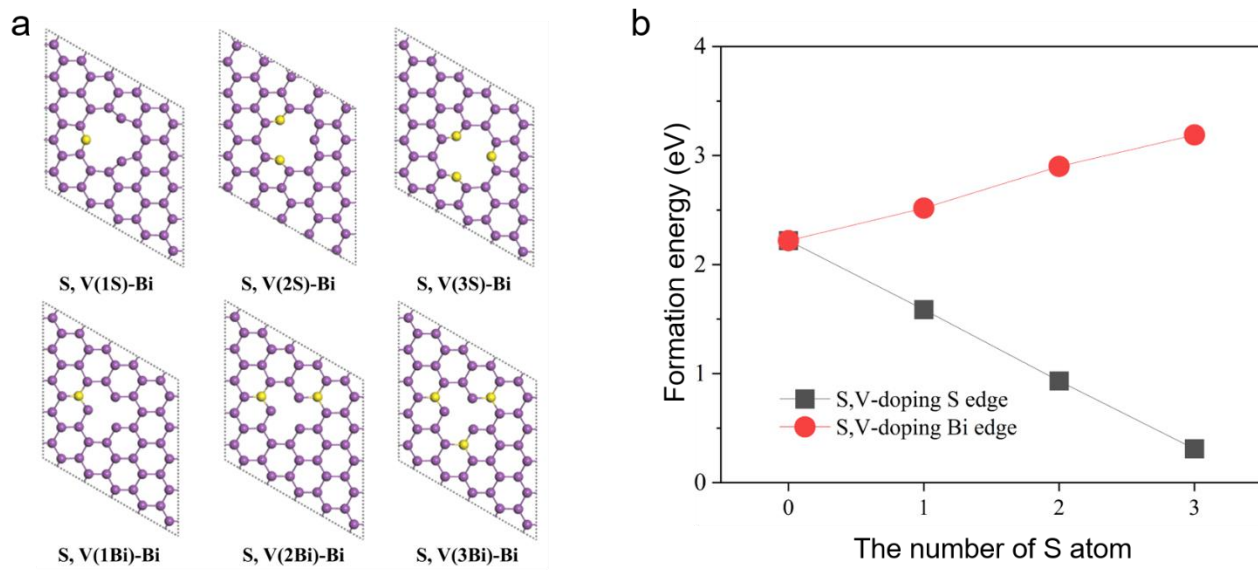 a
S, V(1S)-Bi
S, V(2S)-Bi
S, V(3S)-Bi
S, V(1Bi)-Bi
S, V(2Bi)-Bi
S, V(3Bi)-Bi
b
Formation energy (eV)
4
3
2
1
0
S,V-doping S edge
S,V-doping Bi edge
0
1
2
3
The number of S atom